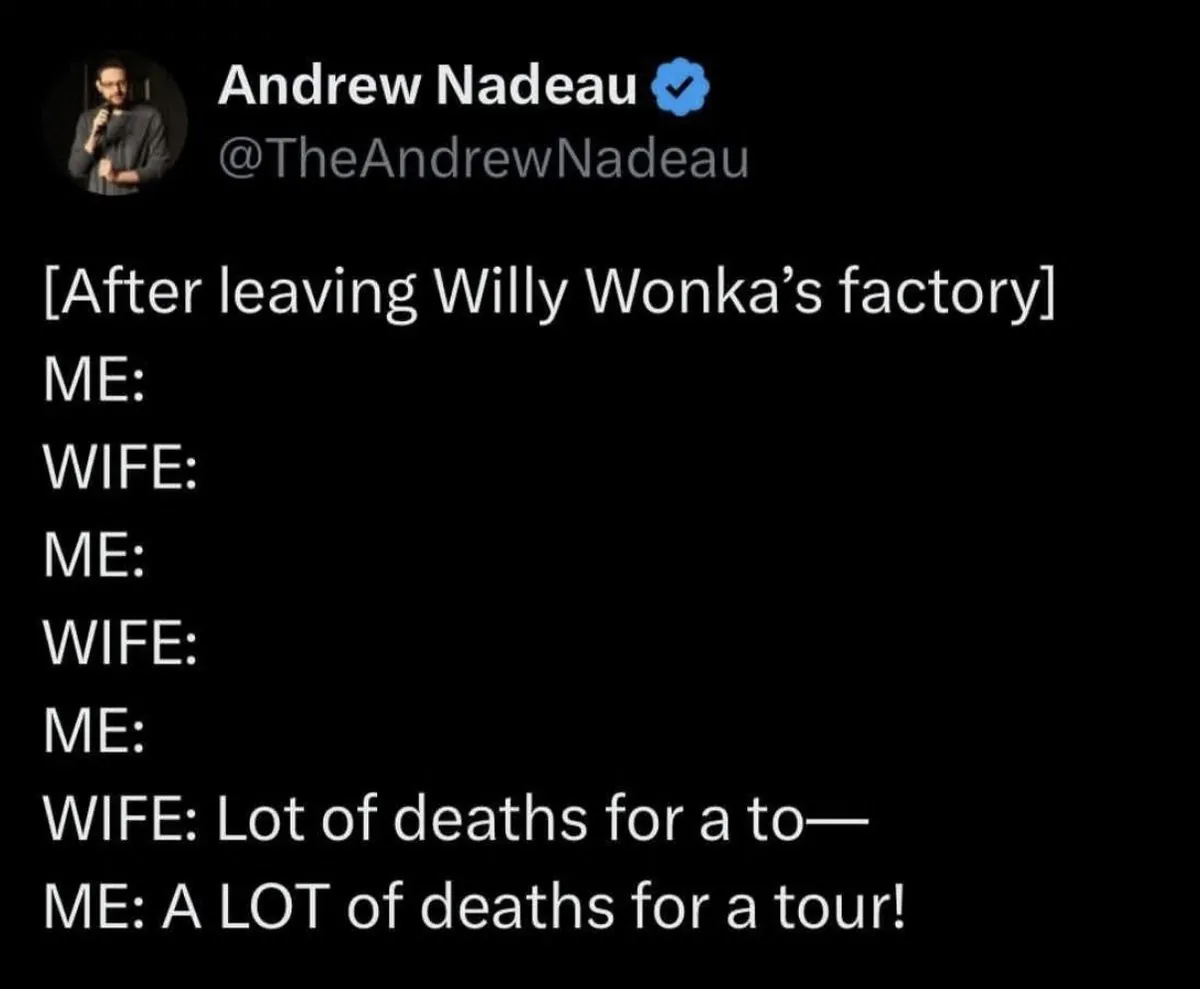 Andrew Nadeau
@TheAndrewNadeau
[After leaving Willy Wonka’s factory]
ME:
WIFE:
ME:
WIFE:
ME:
WIFE: Lot of deaths for a to—
ME: A LOT of deaths for a tour!